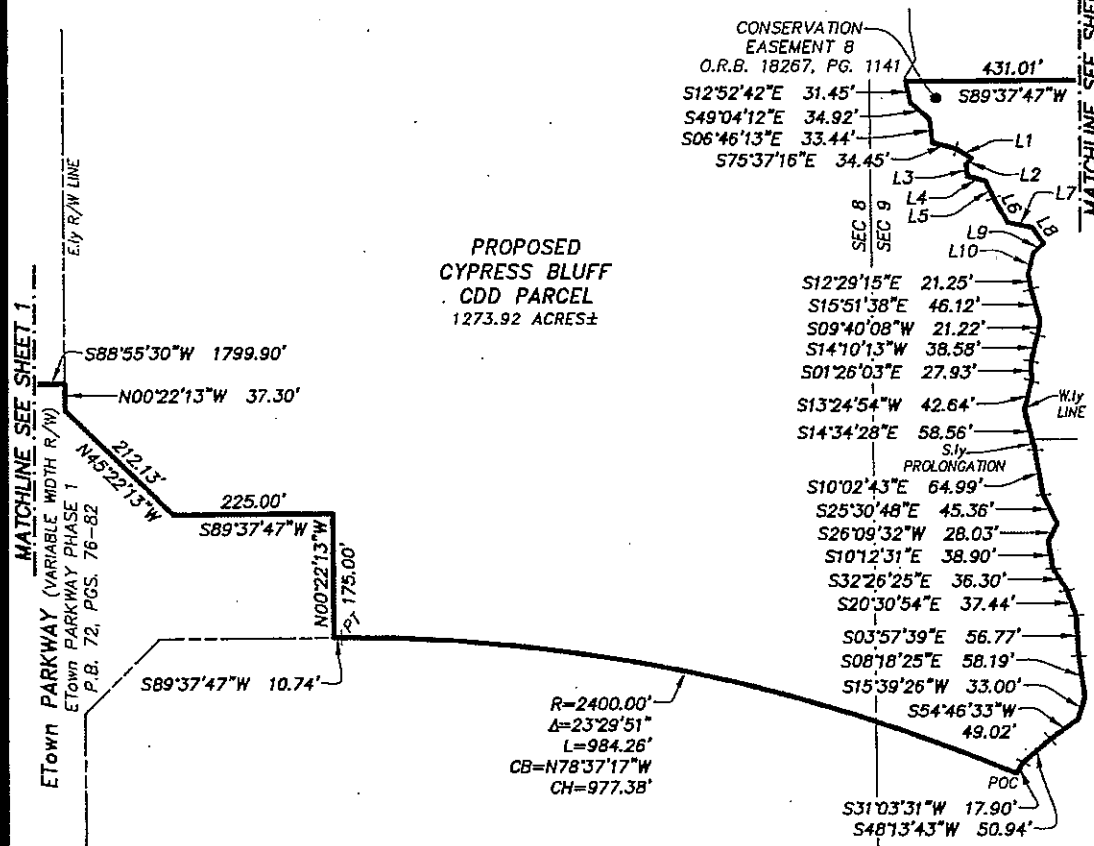 CONSERVATION
EASEMENT 8
O.R.B. 18267, PG. 1141
431.01'
S89°37'47"W
MATCHLINE SEE SHEE
S12°52'42"E 31.45'
S49°04'12"E 34.92'
S06°46'13"E 33.44'
S75°37'16"E 34.45'
L1
L2
L3
L4
L5
L6
L7
L8
L9
L10
SEC 8
SEC 9
E.ly R/W LINE
PROPOSED
CYPRESS BLUFF
CDD PARCEL
1273.92 ACRES±
S12°29'15"E 21.25'
S15°51'38"E 46.12'
S09°40'08"W 21.22'
S14°10'13"W 38.58'
S01°26'03"E 27.93'
S13°24'54"W 42.64'
W.ly
LINE
S14°34'28"E 58.56'
S.ly
PROLONGATION
S10°02'43"E 64.99'
S25°30'48"E 45.36'
S26°09'32"W 28.03'
S10°12'31"E 38.90'
S32°26'25"E 36.30'
S20°30'54"E 37.44'
S03°57'39"E 56.77'
S08°18'25"E 58.19'
S15°39'26"W 33.00'
S54°46'33"W
49.02'
POC
S31°03'31"W 17.90'
S48°13'43"W 50.94'
MATCHLINE SEE SHEET 1
S88°55'30"W 1799.90'
N00°22'13"W 37.30'
212.13'
N45°22'13"W
225.00'
S89°37'47"W
N00°22'13"W
175.00'
PT
S89°37'47"W 10.74'
R=2400.00'
Δ=23°29'51"
L=984.26'
CB=N78°37'17"W
CH=977.38'
ETown PARKWAY (VARIABLE WIDTH R/W)
ETown PARKWAY PHASE 1
P.B. 72, PGS. 76-82